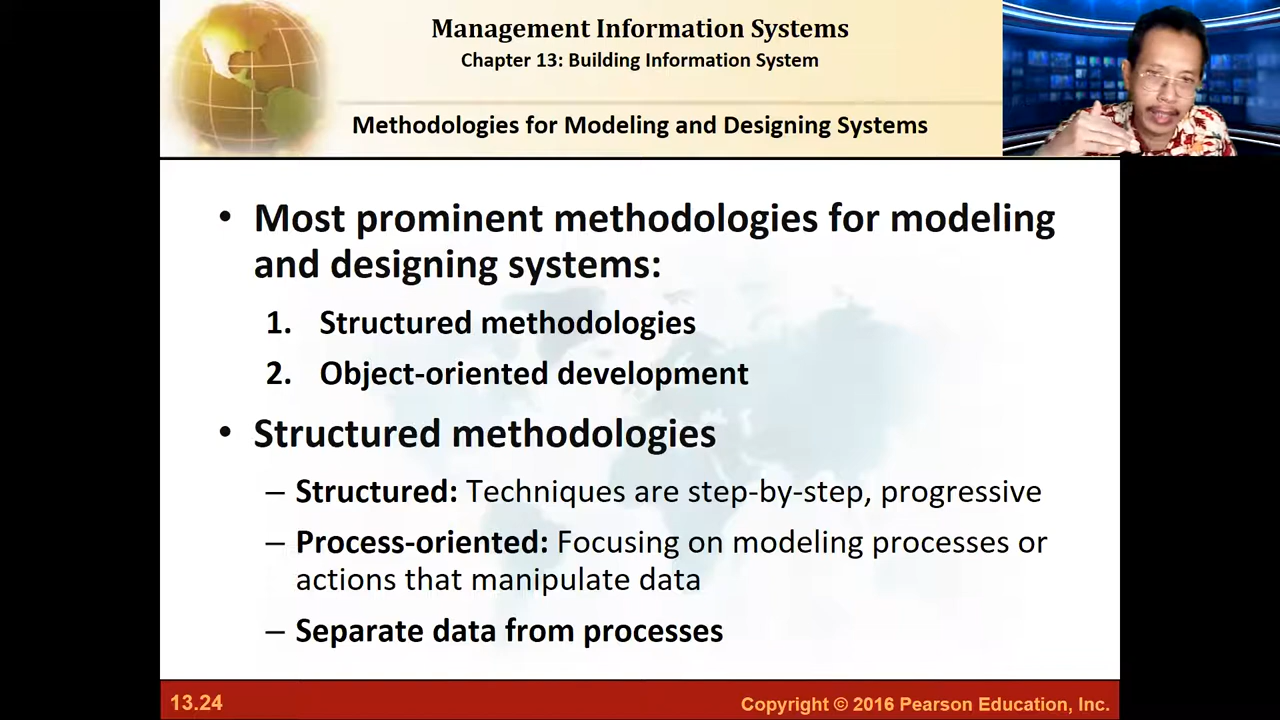 Management Information Systems
Chapter 13: Building Information System
Methodologies for Modeling and Designing Systems
• Most prominent methodologies for modeling
and designing systems:
1. Structured methodologies
2. Object-oriented development
• Structured methodologies
– Structured: Techniques are step-by-step, progressive
– Process-oriented: Focusing on modeling processes or
actions that manipulate data
– Separate data from processes
13.24
Copyright © 2016 Pearson Education, Inc.